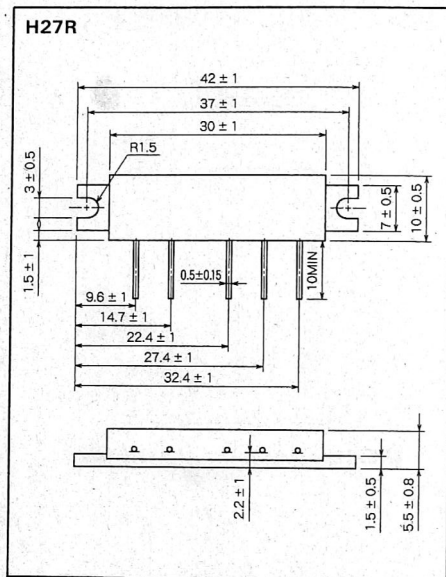 H27R
42 ± 1
37 ± 1
30 ± 1
R1.5
3 ± 0.5
1.5 ± 1
7 ± 0.5
10 ± 0.5
0.5±0.15
10MIN
9.6 ± 1
14.7 ± 1
22.4 ± 1
27.4 ± 1
32.4 ± 1
2.2 ± 1
1.5 ± 0.5
5.5 ± 0.8